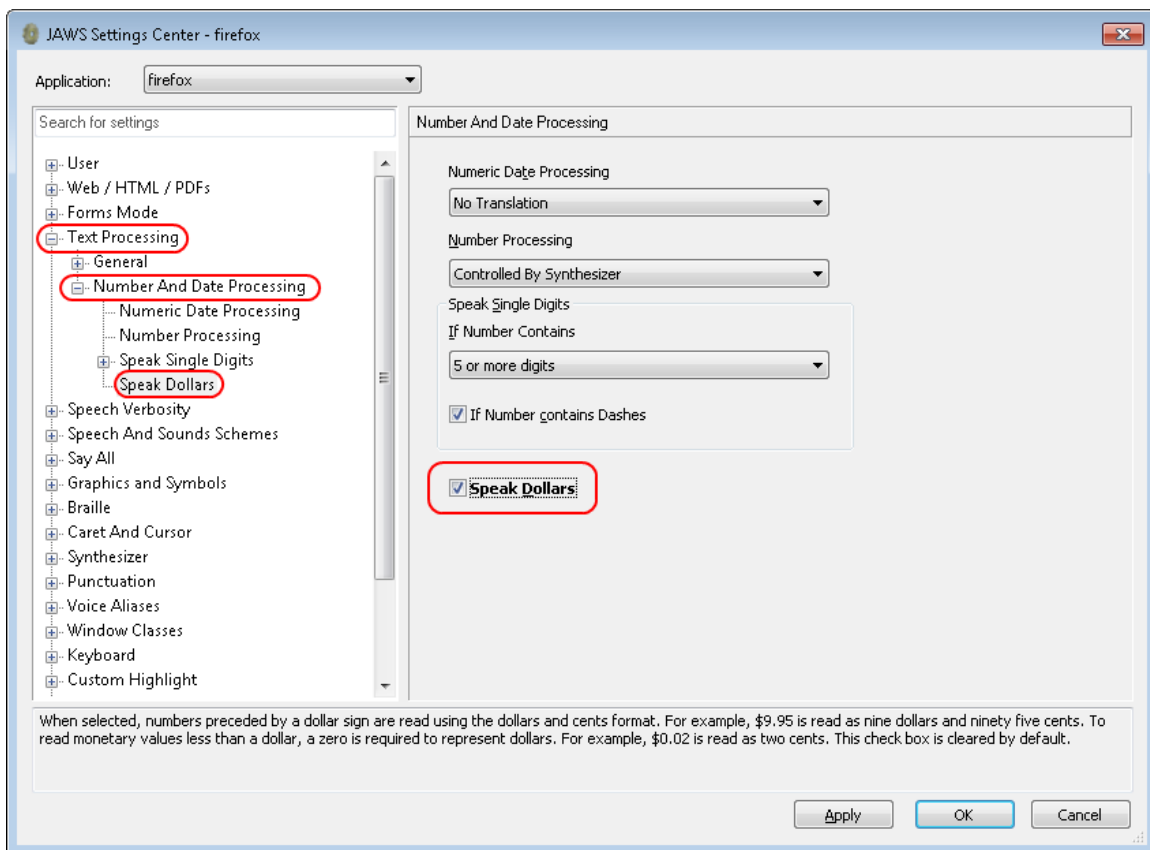 JAWS Settings Center - firefox
Application:
firefox
Search for settings
User
Web / HTML / PDFs
Forms Mode
Text Processing
General
Number And Date Processing
Numeric Date Processing
Number Processing
Speak Single Digits
Speak Dollars
Speech Verbosity
Speech And Sounds Schemes
Say All
Graphics and Symbols
Braille
Caret And Cursor
Synthesizer
Punctuation
Voice Aliases
Window Classes
Keyboard
Custom Highlight
Number And Date Processing
Numeric Date Processing
No Translation
Number Processing
Controlled By Synthesizer
Speak Single Digits
If Number Contains
5 or more digits
If Number contains Dashes
Speak Dollars
When selected, numbers preceded by a dollar sign are read using the dollars and cents format. For example, $9.95 is read as nine dollars and ninety five cents. To
read monetary values less than a dollar, a zero is required to represent dollars. For example, $0.02 is read as two cents. This check box is cleared by default.
Apply
OK
Cancel